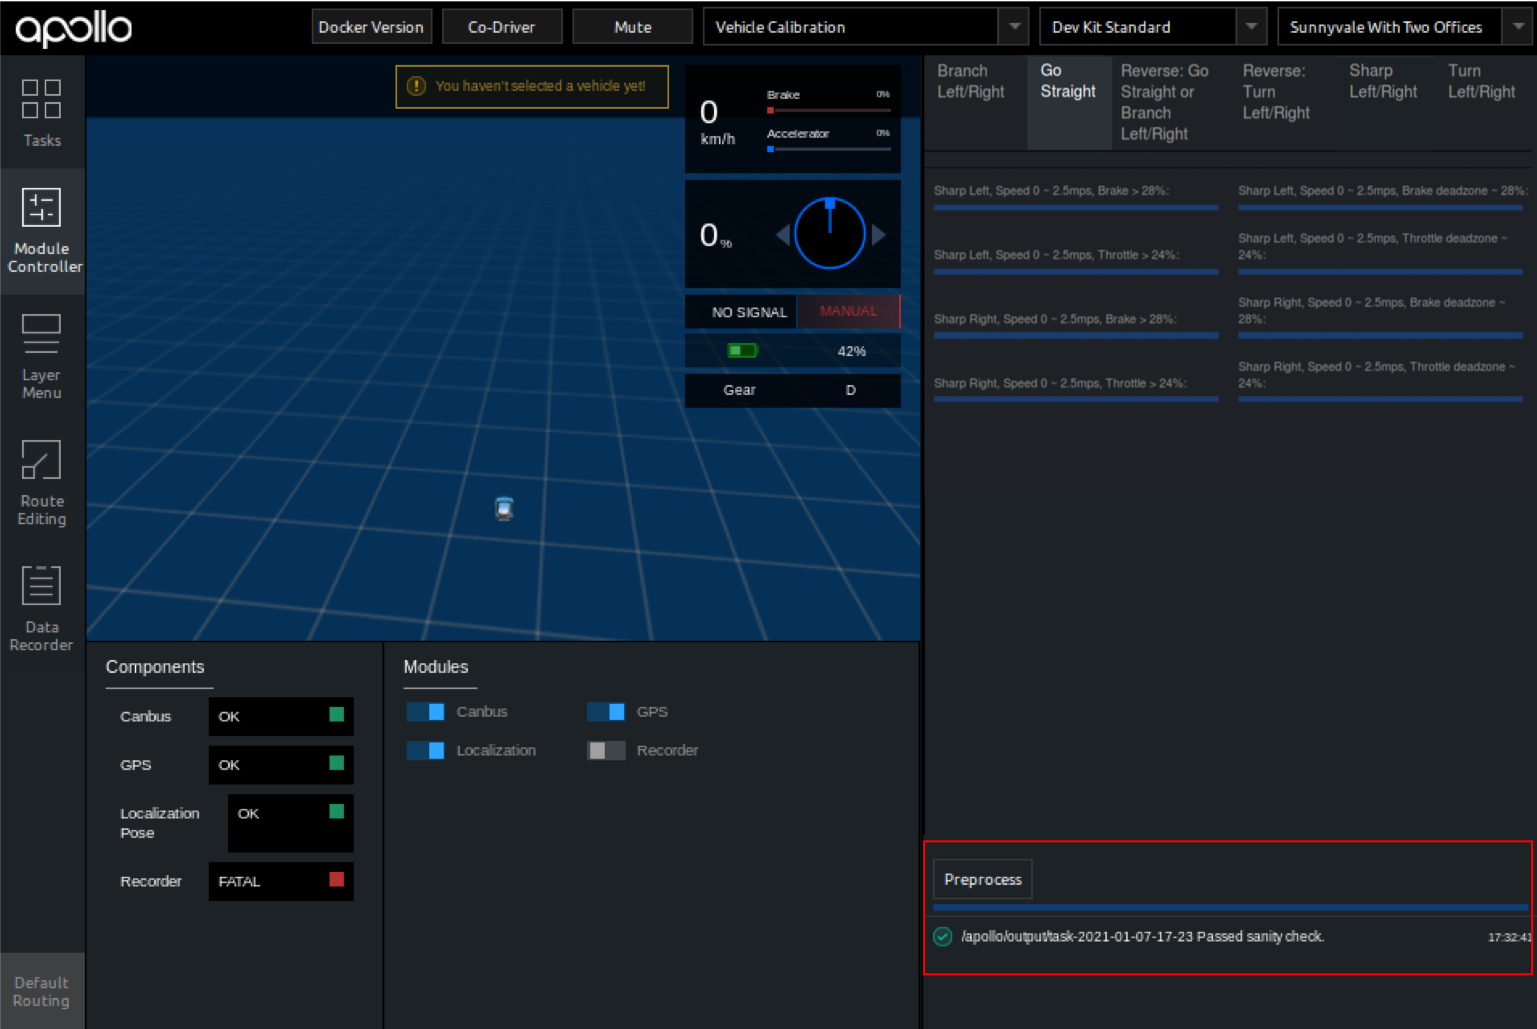 apollo
Docker Version
Co-Driver
Mute
Vehicle Calibration
Dev Kit Standard
Sunnyvale With Two Offices
Tasks
Module
Controller
Layer
Menu
Route
Editing
Data
Recorder
Default
Routing
You haven't selected a vehicle yet!
0
km/h
Brake
0%
Accelerator
0%
0 %
NO SIGNAL
MANUAL
42%
Gear
D
Components
Canbus
OK
GPS
OK
Localization
Pose
OK
Recorder
FATAL
Modules
Canbus
GPS
Localization
Recorder
Branch
Left/Right
Go
Straight
Reverse: Go
Straight or
Branch
Left/Right
Reverse:
Turn
Left/Right
Sharp
Left/Right
Turn
Left/Right
Sharp Left, Speed 0 ~ 2.5mps, Brake > 28%:
Sharp Left, Speed 0 ~ 2.5mps, Brake deadzone ~ 28%:
Sharp Left, Speed 0 ~ 2.5mps, Throttle > 24%:
Sharp Left, Speed 0 ~ 2.5mps, Throttle deadzone ~
24%:
Sharp Right, Speed 0 ~ 2.5mps, Brake > 28%:
Sharp Right, Speed 0 ~ 2.5mps, Brake deadzone ~
28%:
Sharp Right, Speed 0 ~ 2.5mps, Throttle > 24%:
Sharp Right, Speed 0 ~ 2.5mps, Throttle deadzone ~
24%:
Preprocess
/apollo/output/task-2021-01-07-17-23 Passed sanity check.
17:32:41